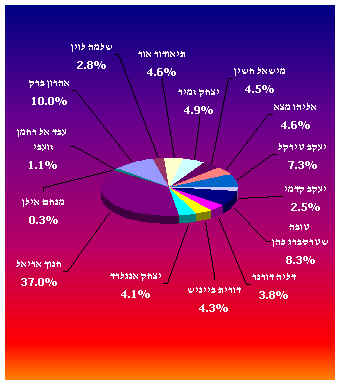 שלמה לוין
2.8%
תיאודור אור
4.6%
אהרון ברק
10.0%
יצחק זמיר
4.9%
מישאל חשין
4.5%
אליהו מצא
4.6%
עבד אל רחמן
זועבי
1.1%
יעקב טירקל
7.3%
מנחם אילן
0.3%
יעקב קדמי
2.5%
טובה
שטרסברג כהן
8.3%
חנוך אריאל
37.0%
יצחק אנגלרד
4.1%
דורית בייניש
4.3%
דליה דורנר
3.8%